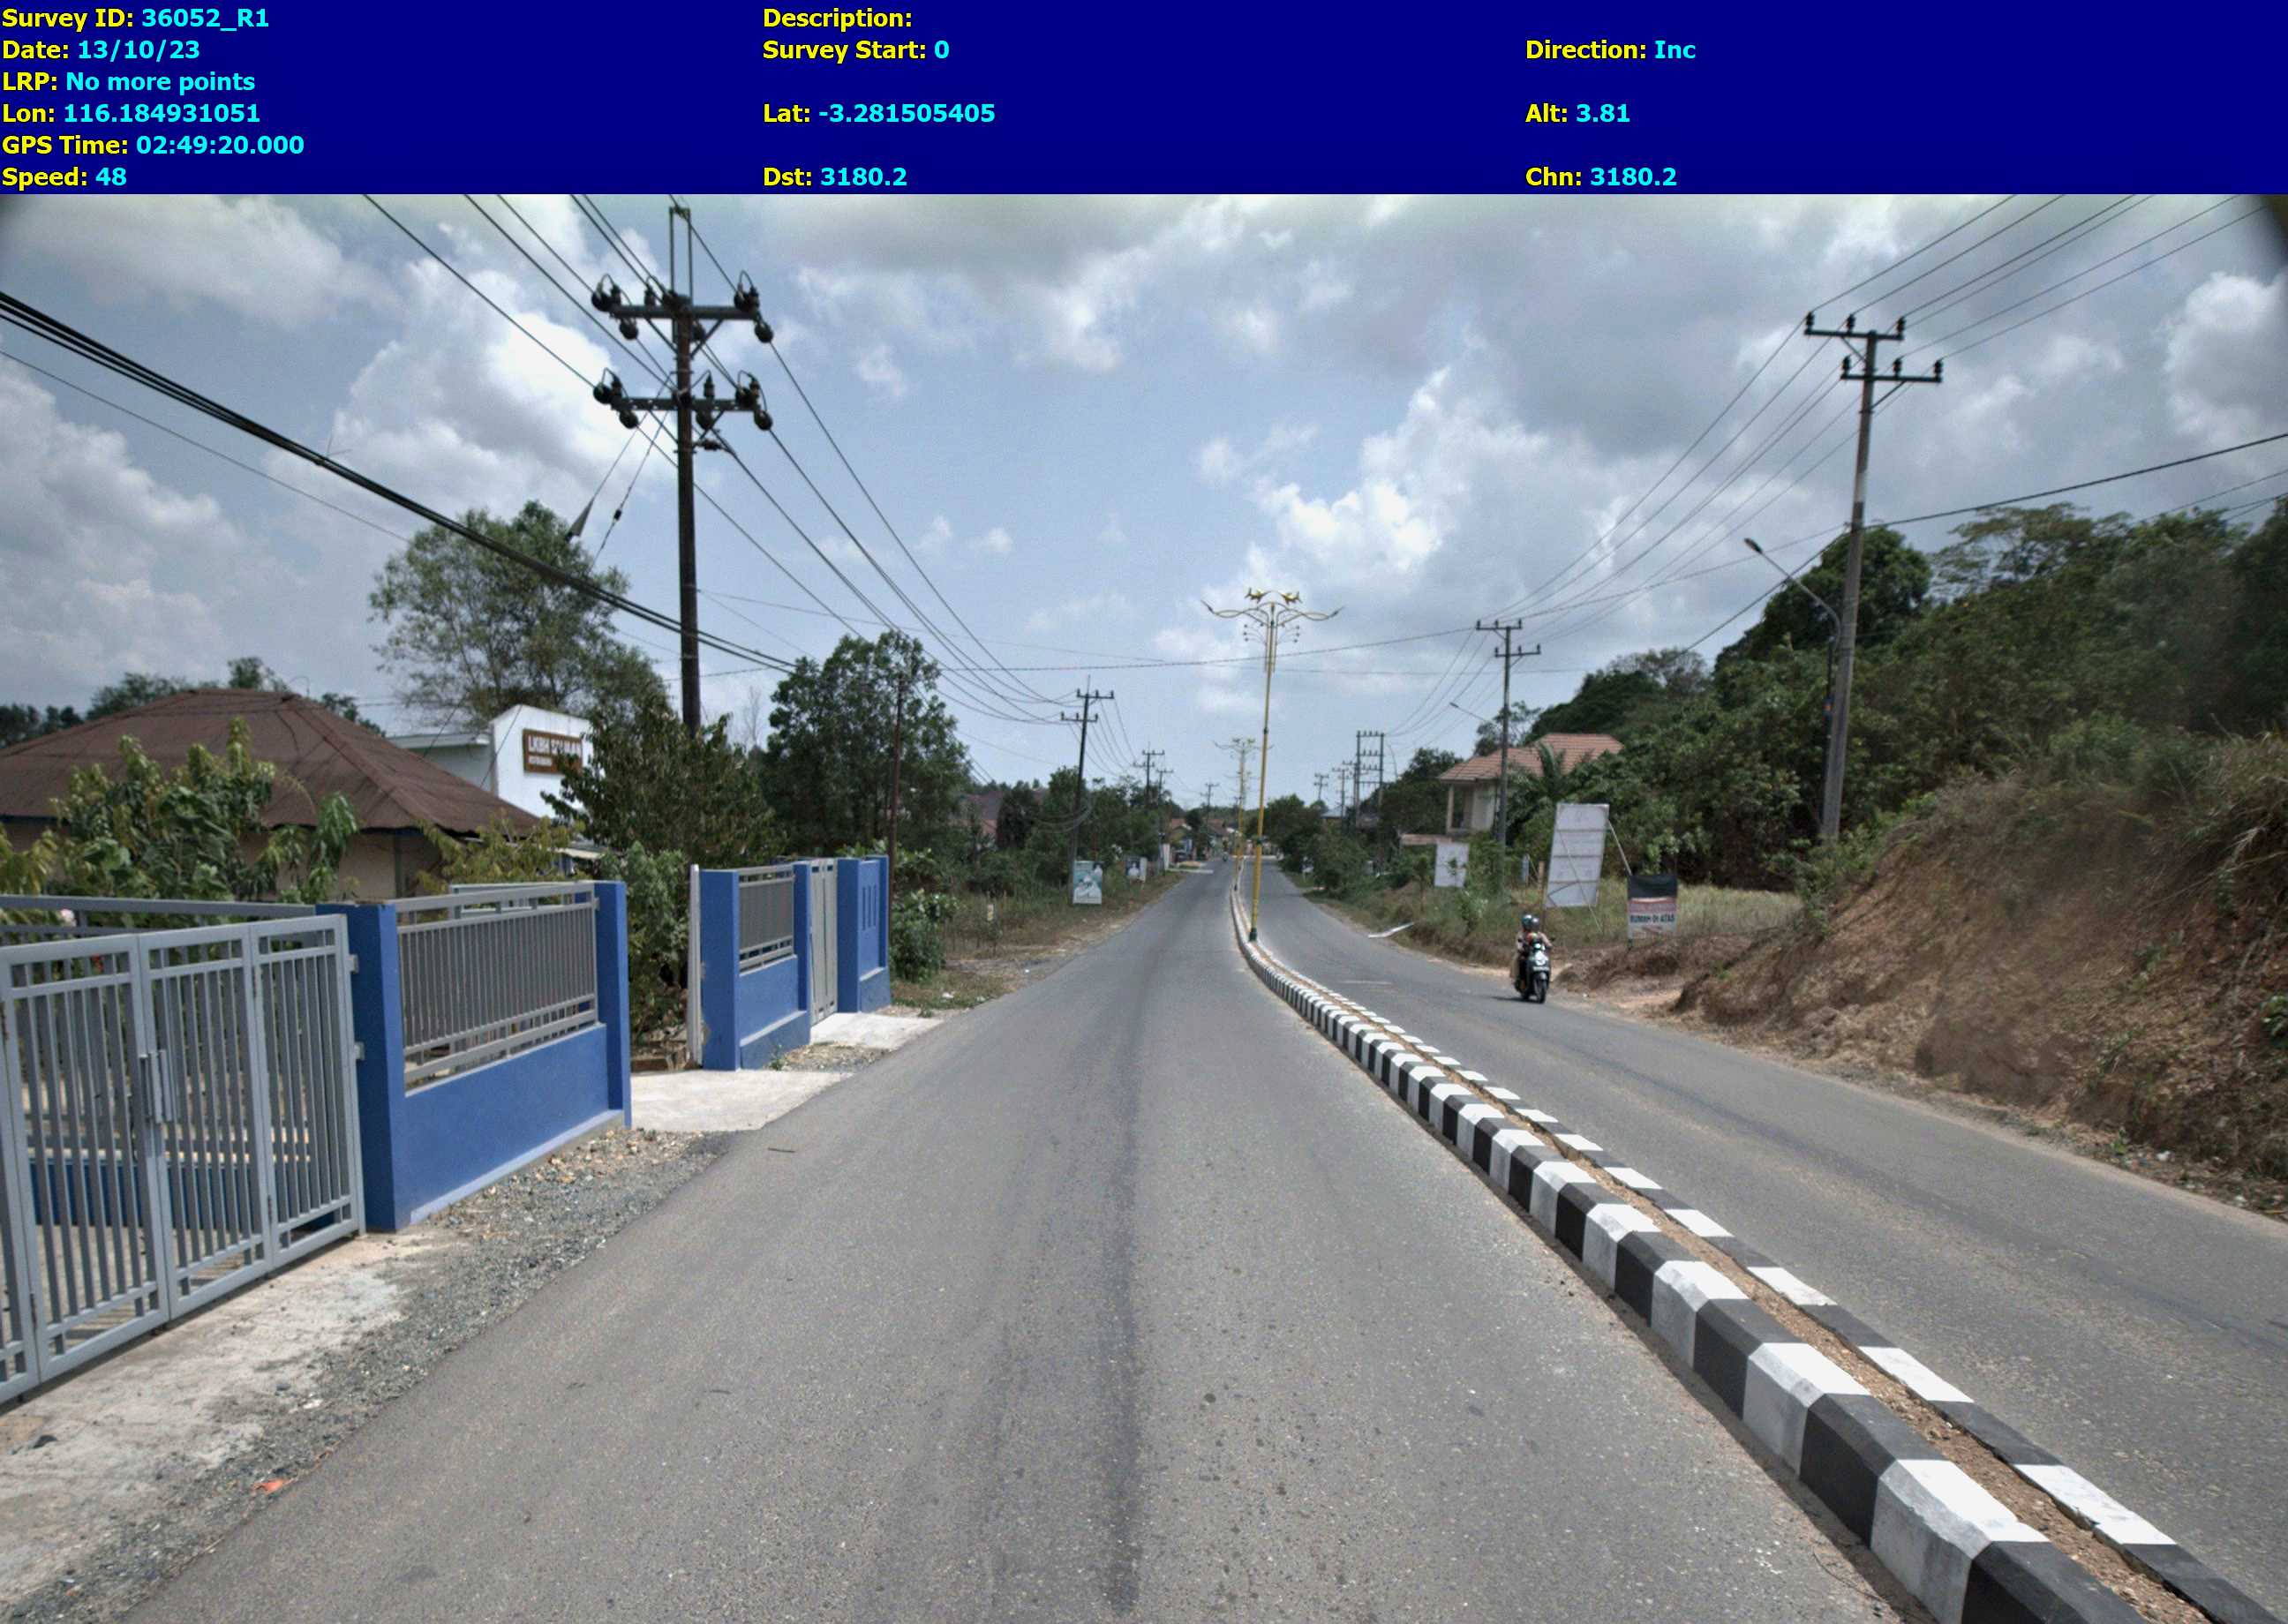 Survey ID: 36052_R1
Description:
Date: 13/10/23
Survey Start: 0
Direction: Inc
LRP: No more points
Lon: 116.184931051
Lat: -3.281505405
Alt: 3.81
GPS Time: 02:49:20.000
Speed: 48
Dst: 3180.2
Chn: 3180.2
LKBH